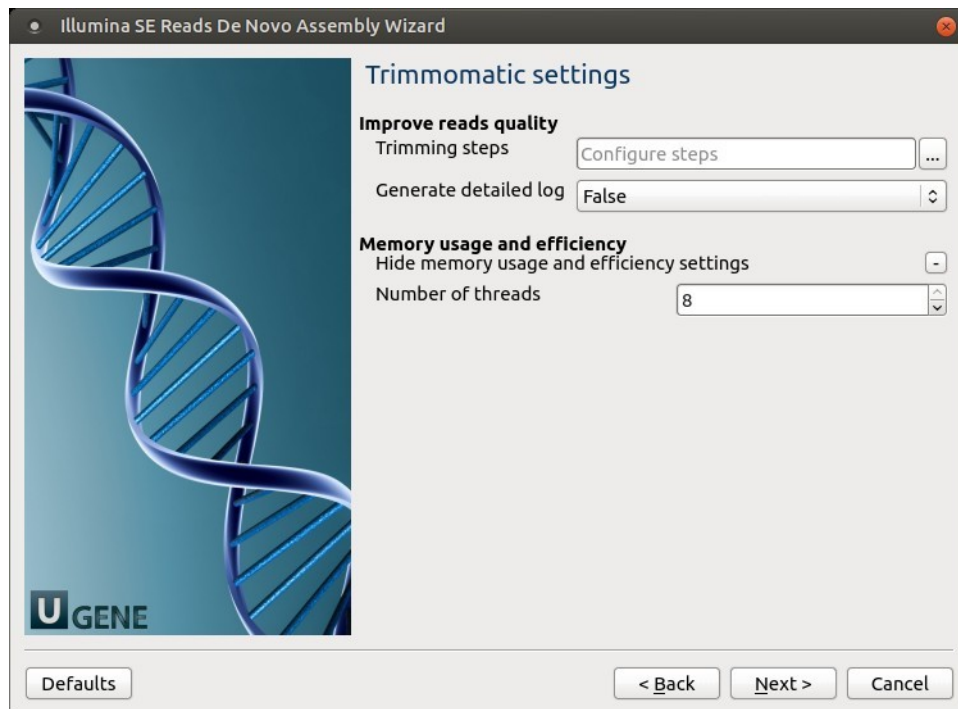 Illumina SE Reads De Novo Assembly Wizard
Trimmomatic settings
Improve reads quality
Trimming steps Configure steps ...
Generate detailed log False
Memory usage and efficiency
Hide memory usage and efficiency settings -
Number of threads 8
U GENE
Defaults < Back Next > Cancel